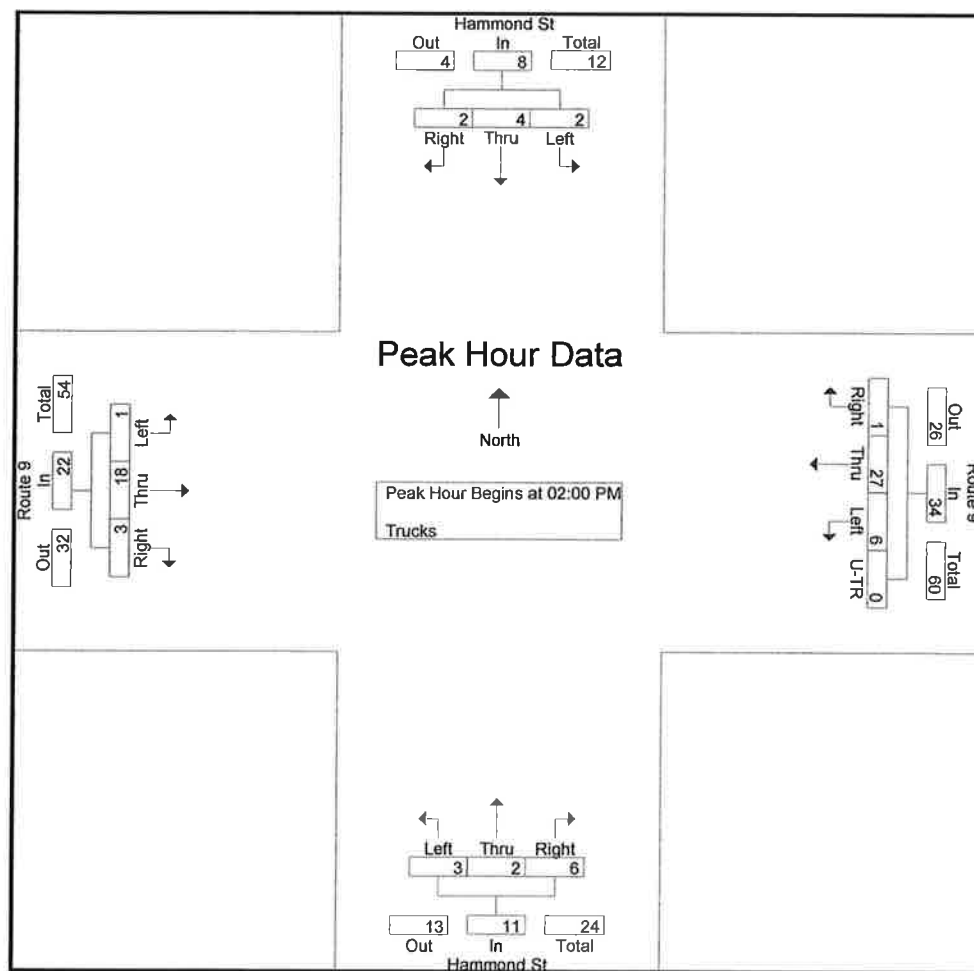 Hammond St
Out In Total
4 8 12
2 4 2
Right Thru Left
Peak Hour Data
North
Peak Hour Begins at 02:00 PM
Trucks
Route 9
Total In Out
54 22 32
1 18 3
Left Thru Right
Right Thru Left U-TR
1 27 6 0
Out In Total
26 34 60
Route 9
Left Thru Right
3 2 6
13 11 24
Out In Total
Hammond St